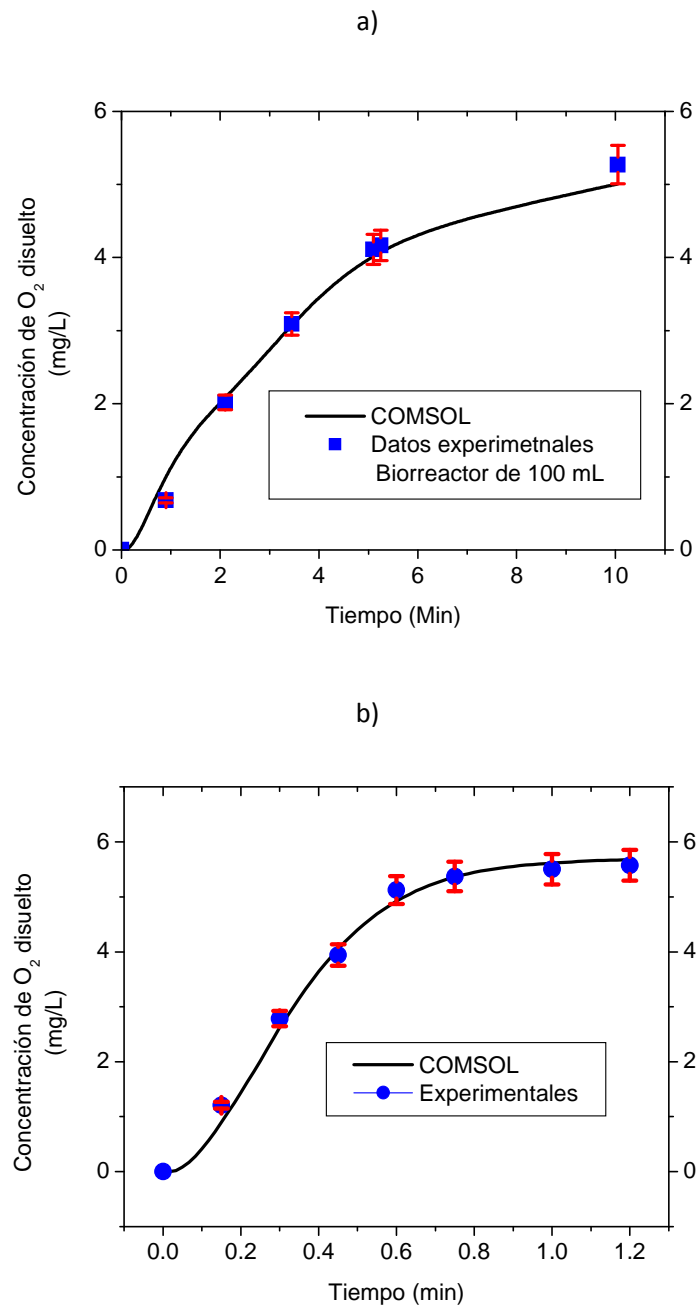 a)
6
6
4
4
2
2
0
0
Concentración de O2 disuelto
(mg/L)
COMSOL
Datos experimetnales
Biorreactor de 100 mL
0 2 4 6 8 10
Tiempo (Min)
b)
6
6
4
4
2
2
0
0
Concentración de O2 disuelto
(mg/L)
COMSOL
Experimentales
0.0 0.2 0.4 0.6 0.8 1.0 1.2
Tiempo (min)